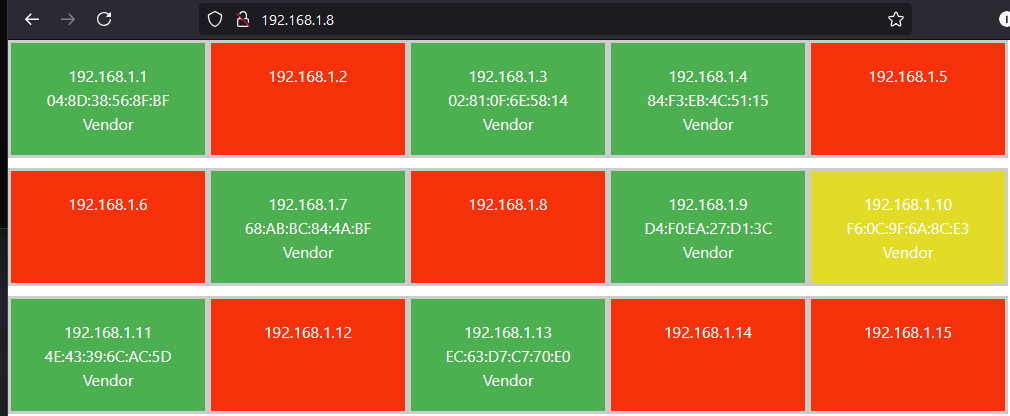 192.168.1.8
192.168.1.1
04:8D:38:56:8F:BF
Vendor
192.168.1.2
192.168.1.3
02:81:0F:6E:58:14
Vendor
192.168.1.4
84:F3:EB:4C:51:15
Vendor
192.168.1.5
192.168.1.6
192.168.1.7
68:AB:BC:84:4A:BF
Vendor
192.168.1.8
192.168.1.9
D4:F0:EA:27:D1:3C
Vendor
192.168.1.10
F6:0C:9F:6A:8C:E3
Vendor
192.168.1.11
4E:43:39:6C:AC:5D
Vendor
192.168.1.12
192.168.1.13
EC:63:D7:C7:70:E0
Vendor
192.168.1.14
192.168.1.15